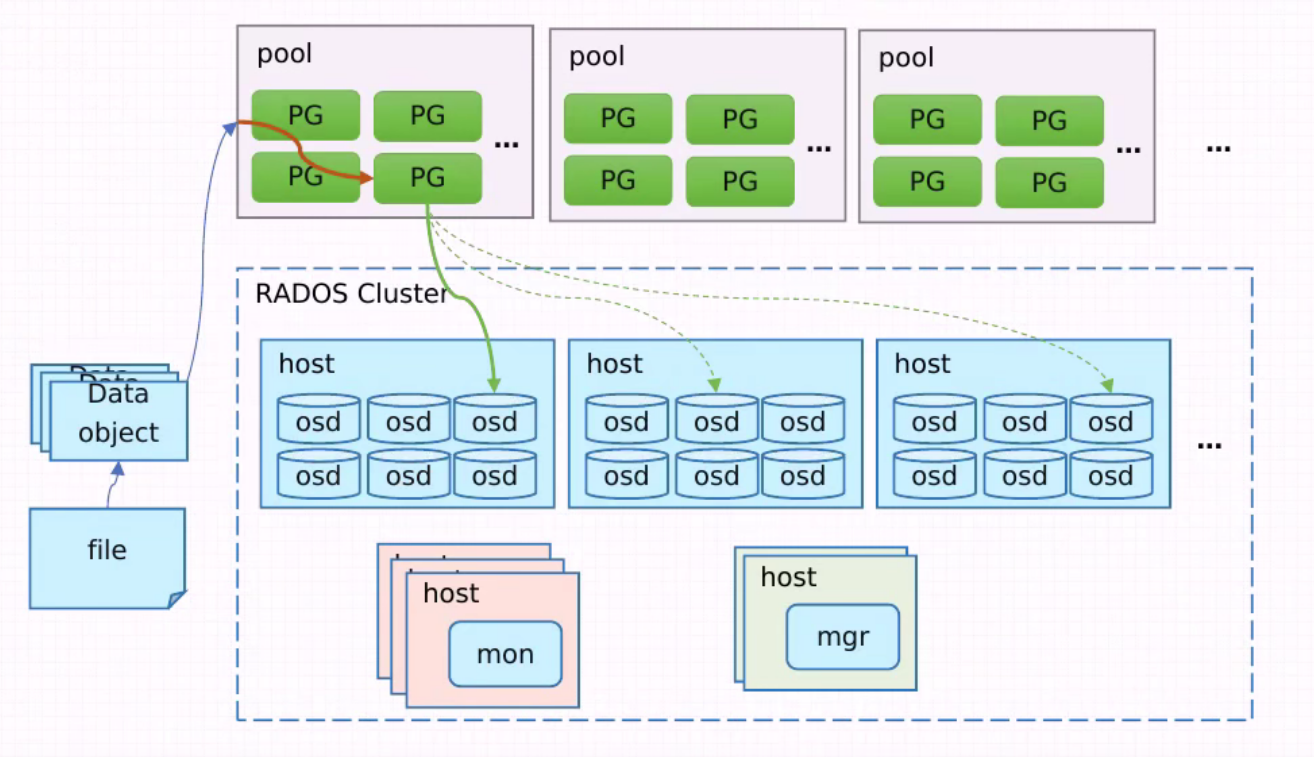 pool
PG PG
...
PG PG
pool
PG PG
...
PG PG
pool
PG PG
...
PG PG
...
RADOS Cluster
host
osd osd osd
osd osd osd
host
osd osd osd
osd osd osd
host
osd osd osd
osd osd osd
...
Data
object
file
host
mon
host
mgr